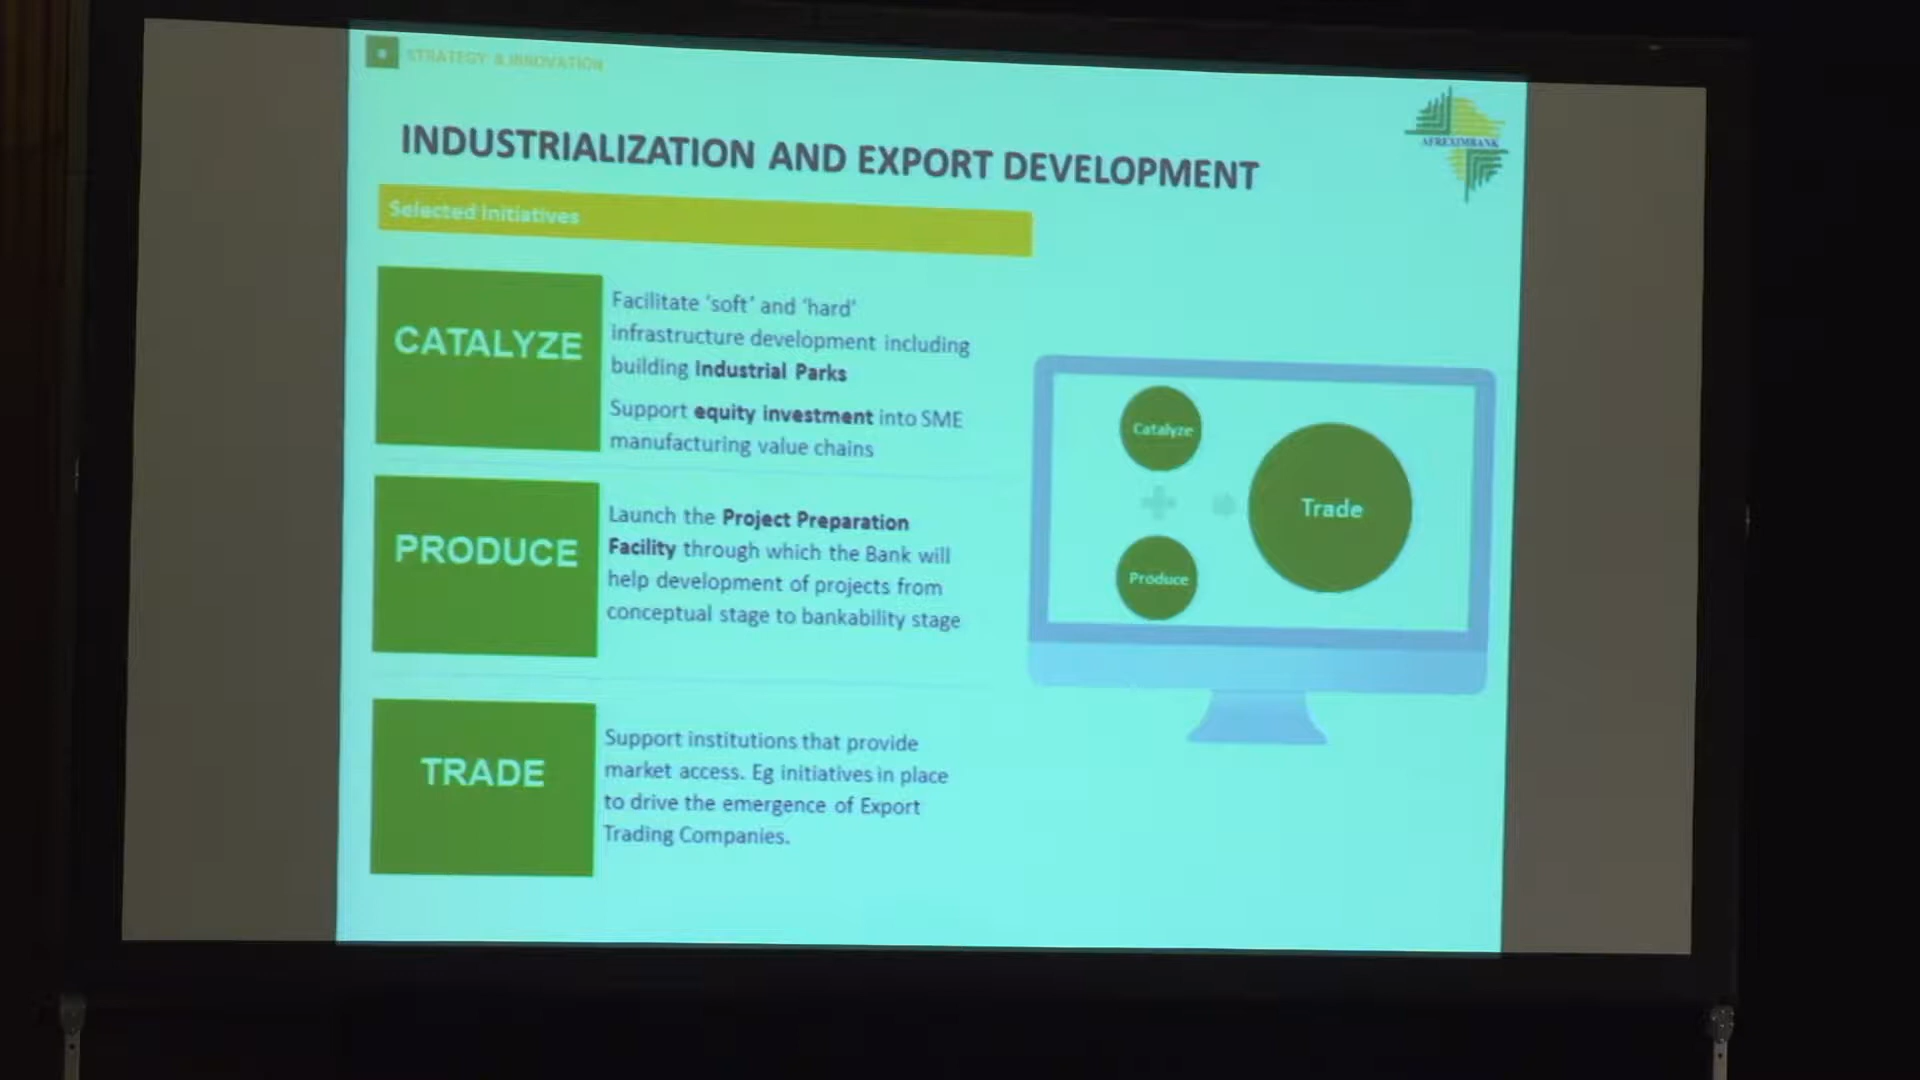 STRATEGY & INNOVATION
AFREXIMBANK
INDUSTRIALIZATION AND EXPORT DEVELOPMENT
Selected Initiatives
CATALYZE
Facilitate ‘soft’ and ‘hard’
infrastructure development including
building Industrial Parks
Support equity investment into SME
manufacturing value chains
PRODUCE
Launch the Project Preparation
Facility through which the Bank will
help development of projects from
conceptual stage to bankability stage
TRADE
Support institutions that provide
market access. Eg initiatives in place
to drive the emergence of Export
Trading Companies.
Catalyze
Trade
Produce